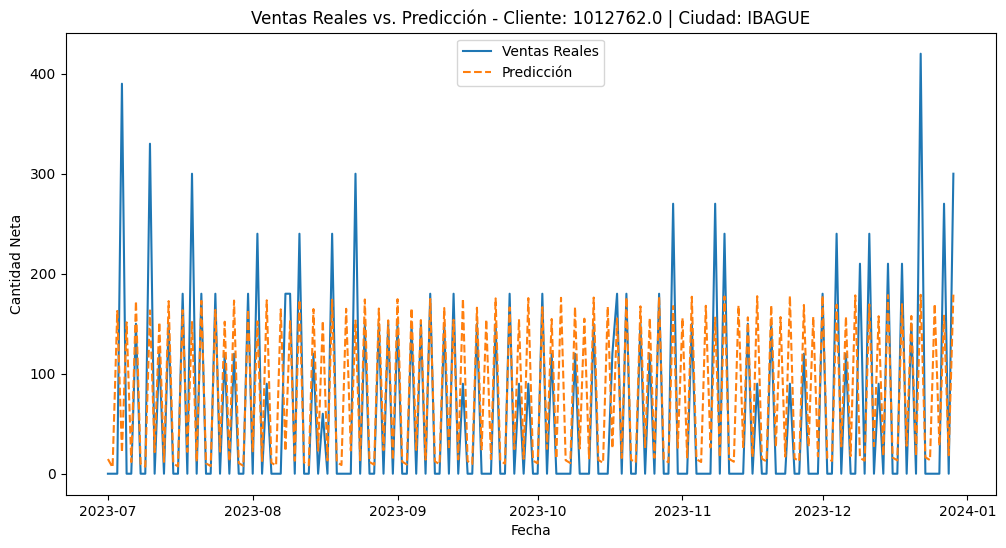 Ventas Reales vs. Predicción - Cliente: 1012762.0 | Ciudad: IBAGUE
Ventas Reales
Predicción
Cantidad Neta
400
300
200
100
0
2023-07
2023-08
2023-09
2023-10
2023-11
2023-12
2024-01
Fecha